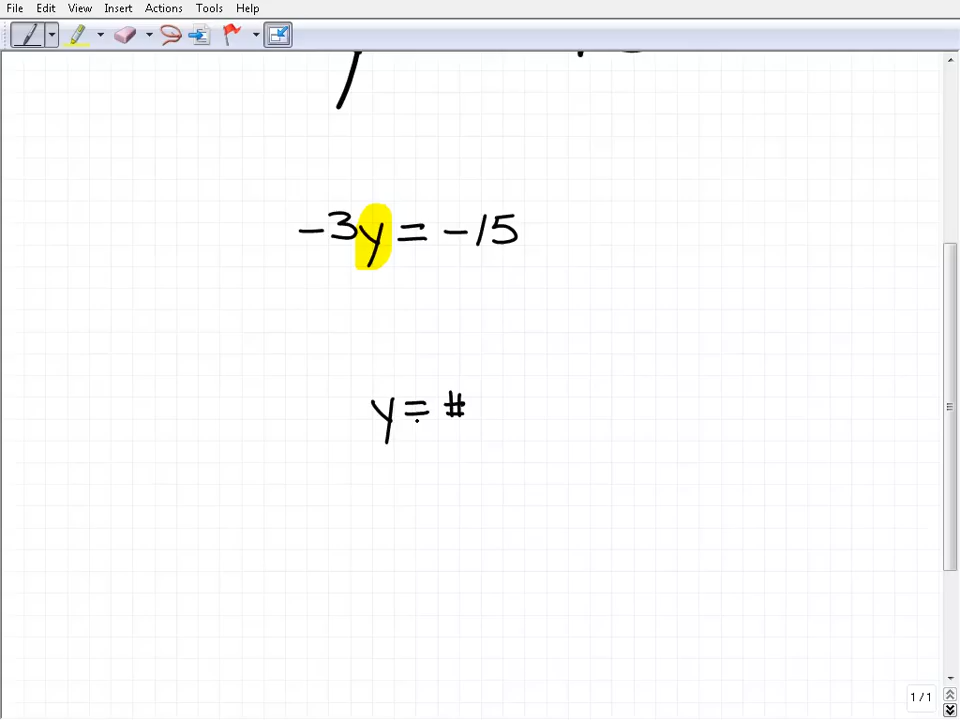 File Edit View Insert Actions Tools Help
-3y = -15
y = #
1 / 1